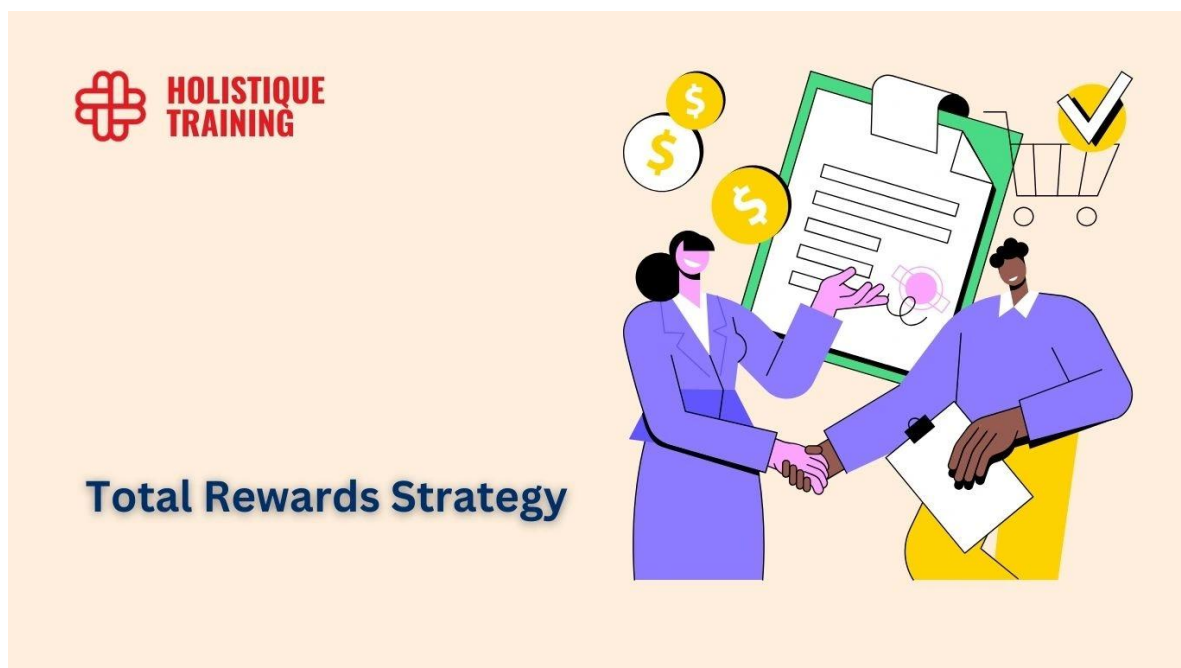 HOLISTIQUE
TRAINING
$
$
$
Total Rewards Strategy